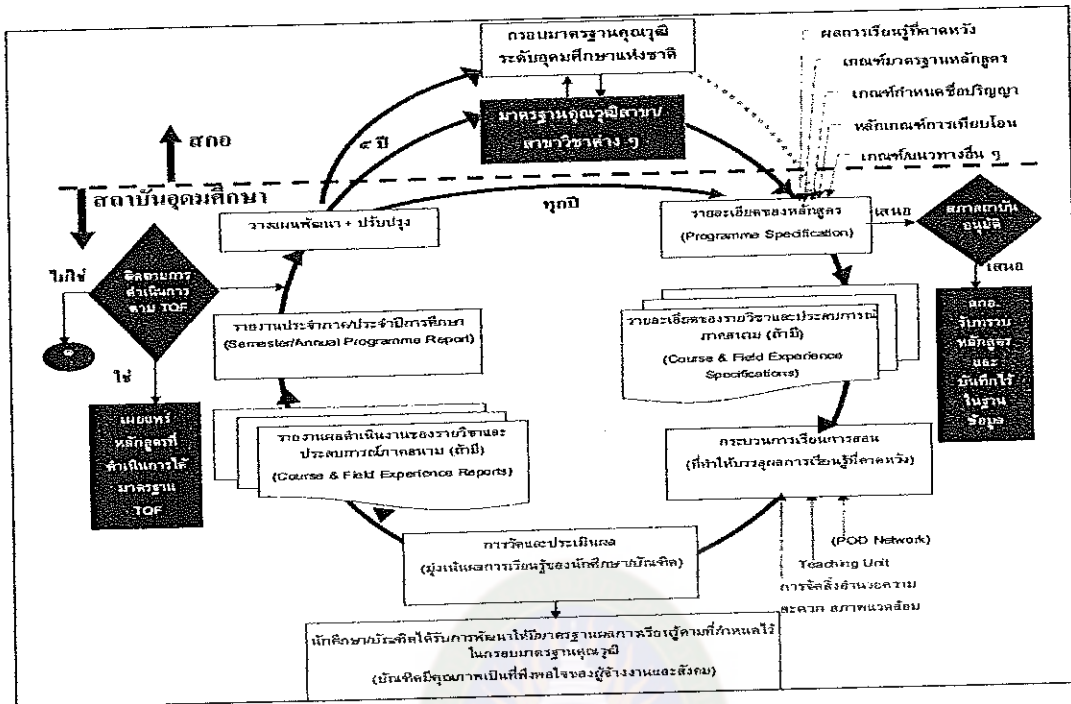 กรอบมาตรฐานคุณวุฒิ
ระดับอุดมศึกษาแห่งชาติ
ผลการเรียนรู้ที่คาดหวัง
เกณฑ์มาตรฐานหลักสูตร
เกณฑ์กำหนดชื่อปริญญา
หลักเกณฑ์การเทียบโอน
เกณฑ์/แนวทางอื่น ๆ
มาตรฐานคุณวุฒิสาขา/
สาขาวิชาต่าง ๆ
๕ ปี
สกอ
สถาบันอุดมศึกษา
ทุกปี
วางแผนพัฒนา + ปรับปรุง
รายละเอียดของหลักสูตร
(Programme Specification)
เสนอ
สภาสถาบัน
อนุมัติ
เสนอ
สกอ.
รับทราบ
หลักสูตร
และ
บันทึกไว้
ในฐาน
ข้อมูล
ไม่ใช่
ติดตามการ
ดำเนินการ
ตาม TQF
ใช่
เผยแพร่
หลักสูตรที่
ดำเนินการได้
มาตรฐาน
TQF
รายงานประจำภาค/ประจำปีการศึกษา
(Semester/Annual Programme Report)
รายละเอียดของรายวิชาและประสบการณ์
ภาคสนาม (ถ้ามี)
(Course & Field Experience
Specifications)
รายงานผลดำเนินงานของรายวิชาและ
ประสบการณ์ภาคสนาม (ถ้ามี)
(Course & Field Experience Reports)
กระบวนการเรียนการสอน
(ที่ทำให้บรรลุผลการเรียนรู้ที่คาดหวัง)
(POD Network)
Teaching Unit
การจัดสิ่งอำนวยความ
สะดวก สภาพแวดล้อม
การวัดและประเมินผล
(มุ่งเน้นผลการเรียนรู้ของนักศึกษา/บัณฑิต)
นักศึกษา/บัณฑิตได้รับการพัฒนาให้มีมาตรฐานผลการเรียนรู้ตามที่กำหนดไว้
ในกรอบมาตรฐานคุณวุฒิ
(บัณฑิตมีคุณภาพเป็นที่พึงพอใจของผู้จ้างงานและสังคม)